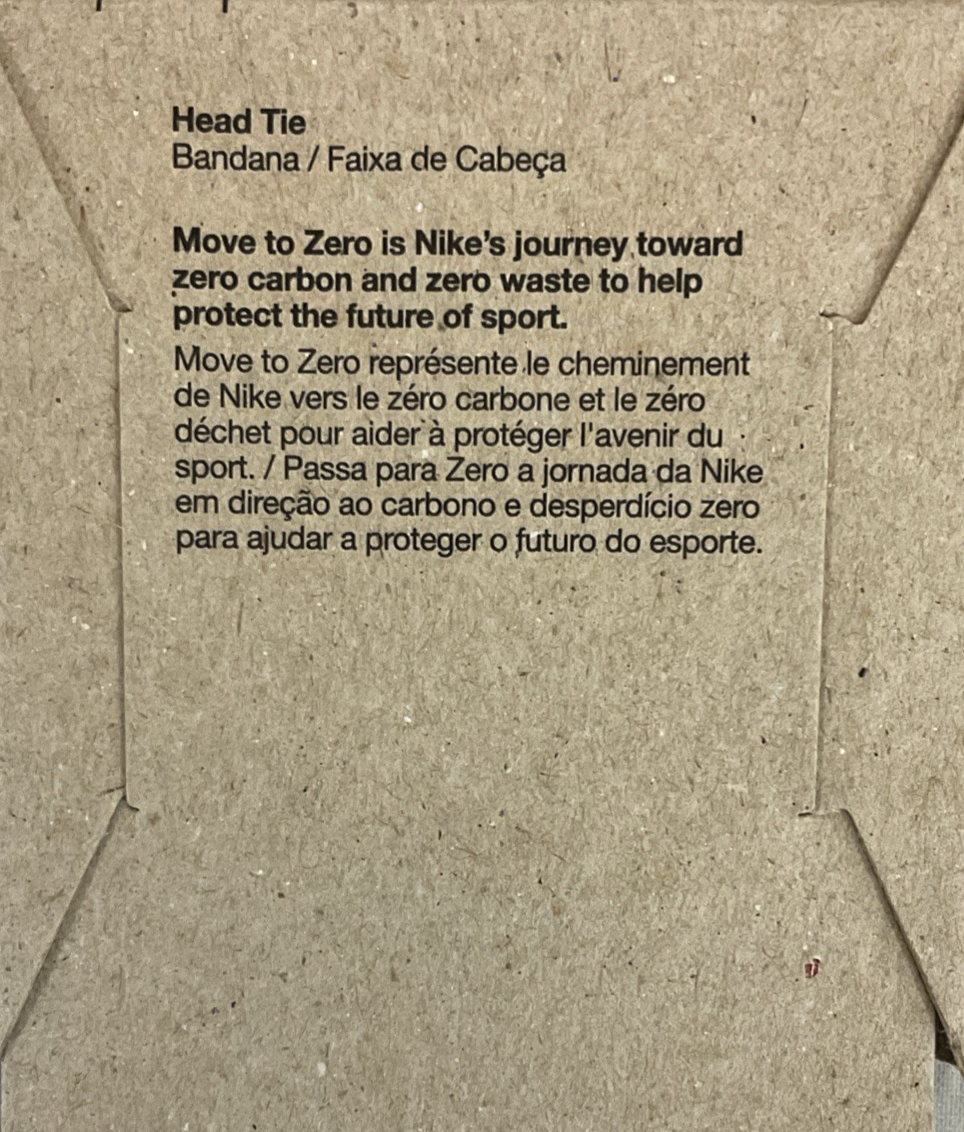 Head Tie
Bandana / Faixa de Cabeça
Move to Zero is Nike's journey toward
zero carbon and zero waste to help
protect the future of sport.
Move to Zero représente le cheminement
de Nike vers le zéro carbone et le zéro
déchet pour aider à protéger l'avenir du
sport. / Passa para Zero a jornada da Nike
em direção ao carbono e desperdício zero
para ajudar a proteger o futuro do esporte.